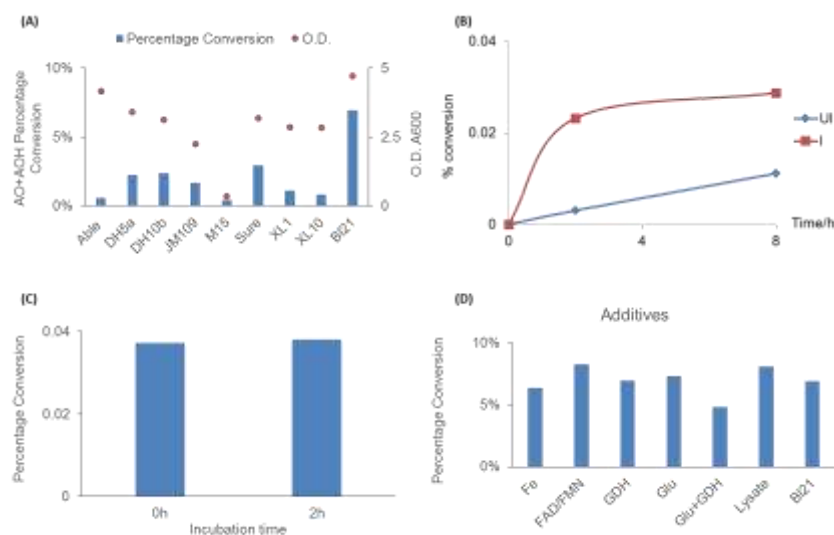 (A)
Percentage Conversion
O.D.
AO+AOH Percentage
Conversion
10%
5%
0%
5
2.5
0
O.D. A600
Able
DH5a
DH10b
JM109
M15
Sure
XL1
XL10
Bl21
(B)
% conversion
0.04
0.02
0
0
4
8
Time/h
UI
I
(C)
Percentage Conversion
0.04
0.02
0
0h
2h
Incubation time
(D)
Additives
Percentage Conversion
10%
5%
0%
Fe
FAD/FMN
GDH
Glu
Glu+GDH
Lysate
Bl21